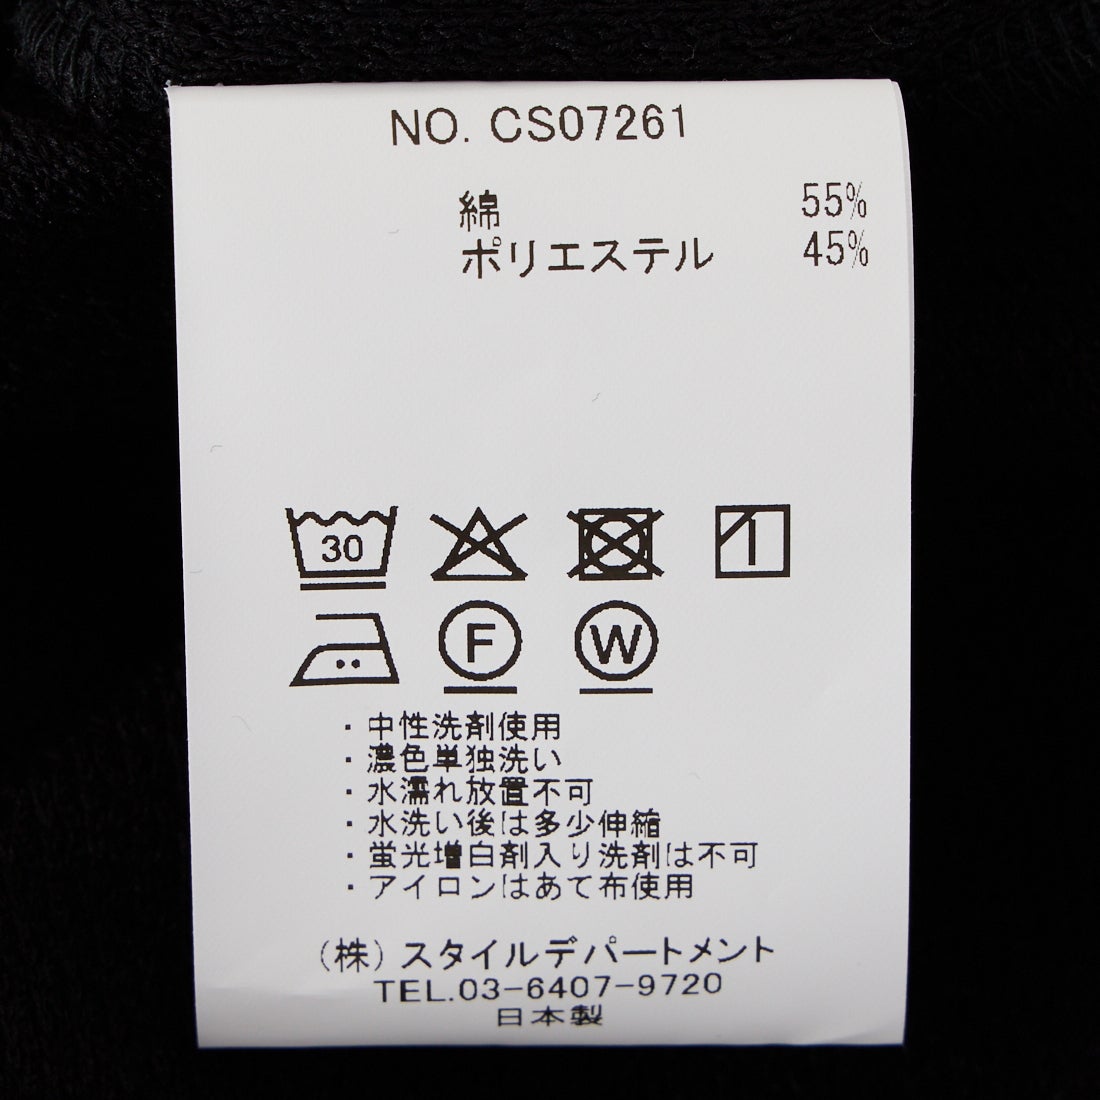 NO. CS07261
綿 55%
ポリエステル 45%
30
F W
・中性洗剤使用
・濃色単独洗い
・水濡れ放置不可
・水洗い後は多少伸縮
・蛍光増白剤入り洗剤は不可
・アイロンはあて布使用
(株)スタイルデパートメント
TEL.03-6407-9720
日本製